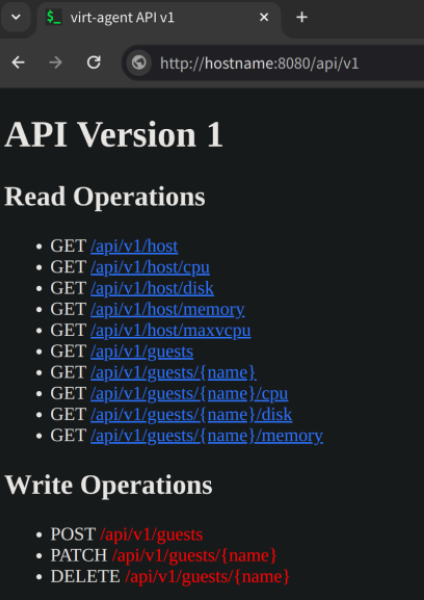 $_ virt-agent API v1
http://hostname:8080/api/v1
API Version 1
Read Operations
• GET /api/v1/host
• GET /api/v1/host/cpu
• GET /api/v1/host/disk
• GET /api/v1/host/memory
• GET /api/v1/host/maxvcpu
• GET /api/v1/guests
• GET /api/v1/guests/{name}
• GET /api/v1/guests/{name}/cpu
• GET /api/v1/guests/{name}/disk
• GET /api/v1/guests/{name}/memory
Write Operations
• POST /api/v1/guests
• PATCH /api/v1/guests/{name}
• DELETE /api/v1/guests/{name}